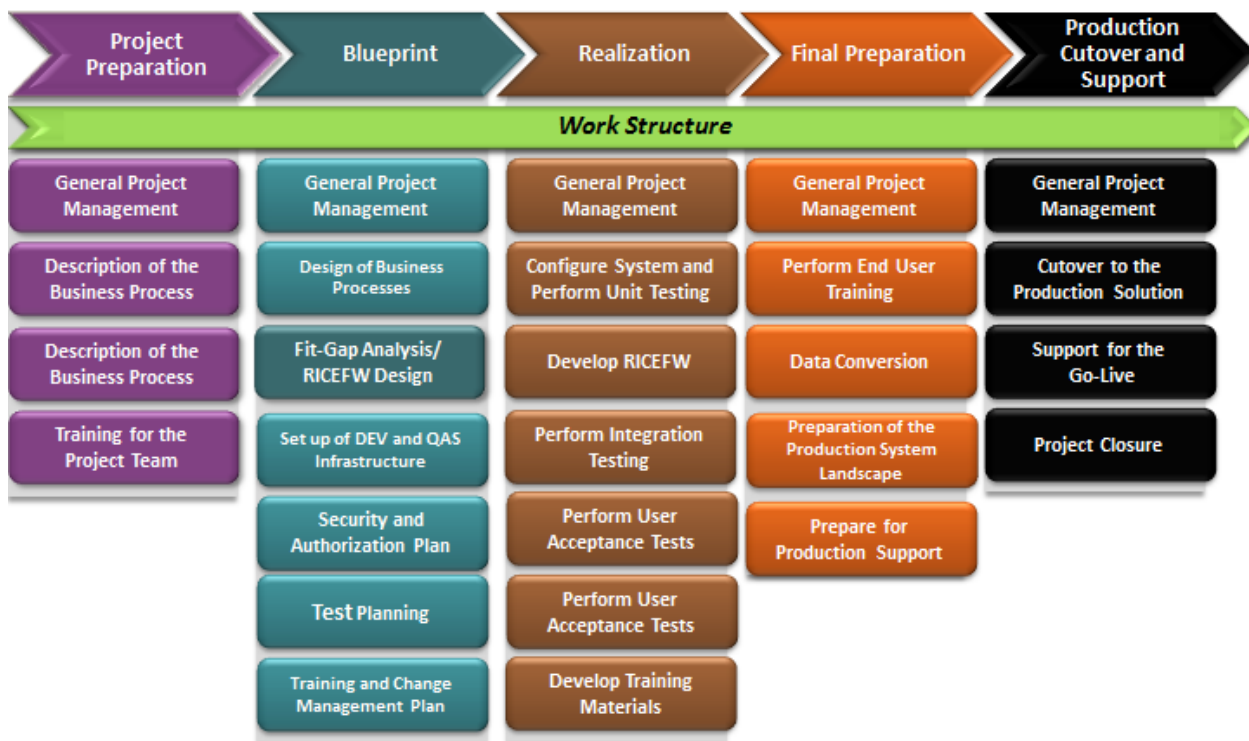 Project
Preparation
Blueprint
Realization
Final Preparation
Production
Cutover and
Support
Work Structure
General Project
Management
Description of the
Business Process
Description of the
Business Process
Training for the
Project Team
General Project
Management
Design of Business
Processes
Fit-Gap Analysis/
RICEFW Design
Set up of DEV and QAS
Infrastructure
Security and
Authorization Plan
Test Planning
Training and Change
Management Plan
General Project
Management
Configure System and
Perform Unit Testing
Develop RICEFW
Perform Integration
Testing
Perform User
Acceptance Tests
Perform User
Acceptance Tests
Develop Training
Materials
General Project
Management
Perform End User
Training
Data Conversion
Preparation of the
Production System
Landscape
Prepare for
Production Support
General Project
Management
Cutover to the
Production Solution
Support for the
Go-Live
Project Closure